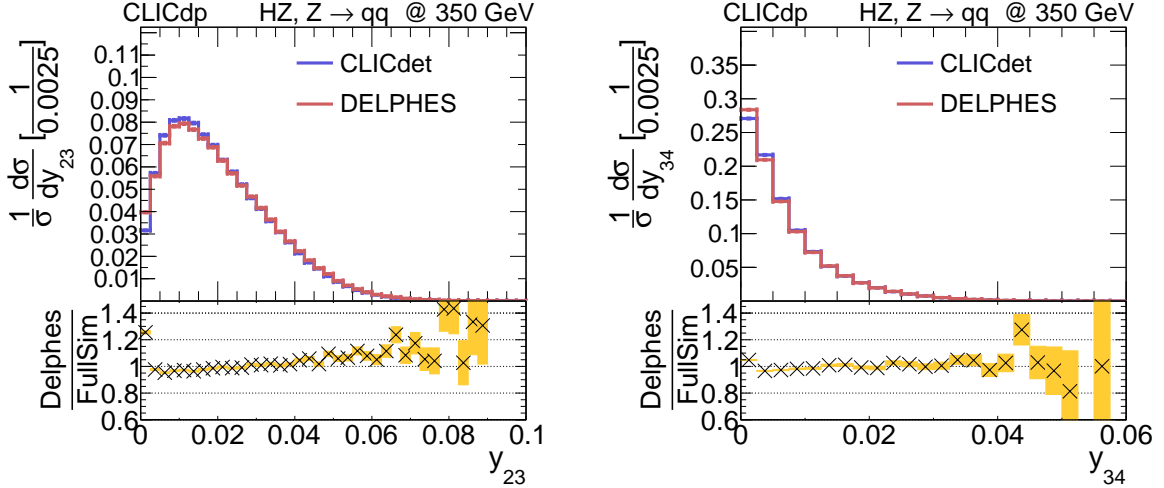 CLICdp HZ, Z → qq @ 350 GeV
CLICdet
DELPHES
1/σ dσ/dy23 [1/0.0025]
0.12
0.11
0.1
0.09
0.08
0.07
0.06
0.05
0.04
0.03
0.02
0.01
Delphes/FullSim
1.4
1.2
1
0.8
0.6
0 0.02 0.04 0.06 0.08 0.1
y23
CLICdp HZ, Z → qq @ 350 GeV
CLICdet
DELPHES
1/σ dσ/dy34 [1/0.0025]
0.35
0.3
0.25
0.2
0.15
0.1
0.05
Delphes/FullSim
1.4
1.2
1
0.8
0.6
0 0.02 0.04 0.06
y34